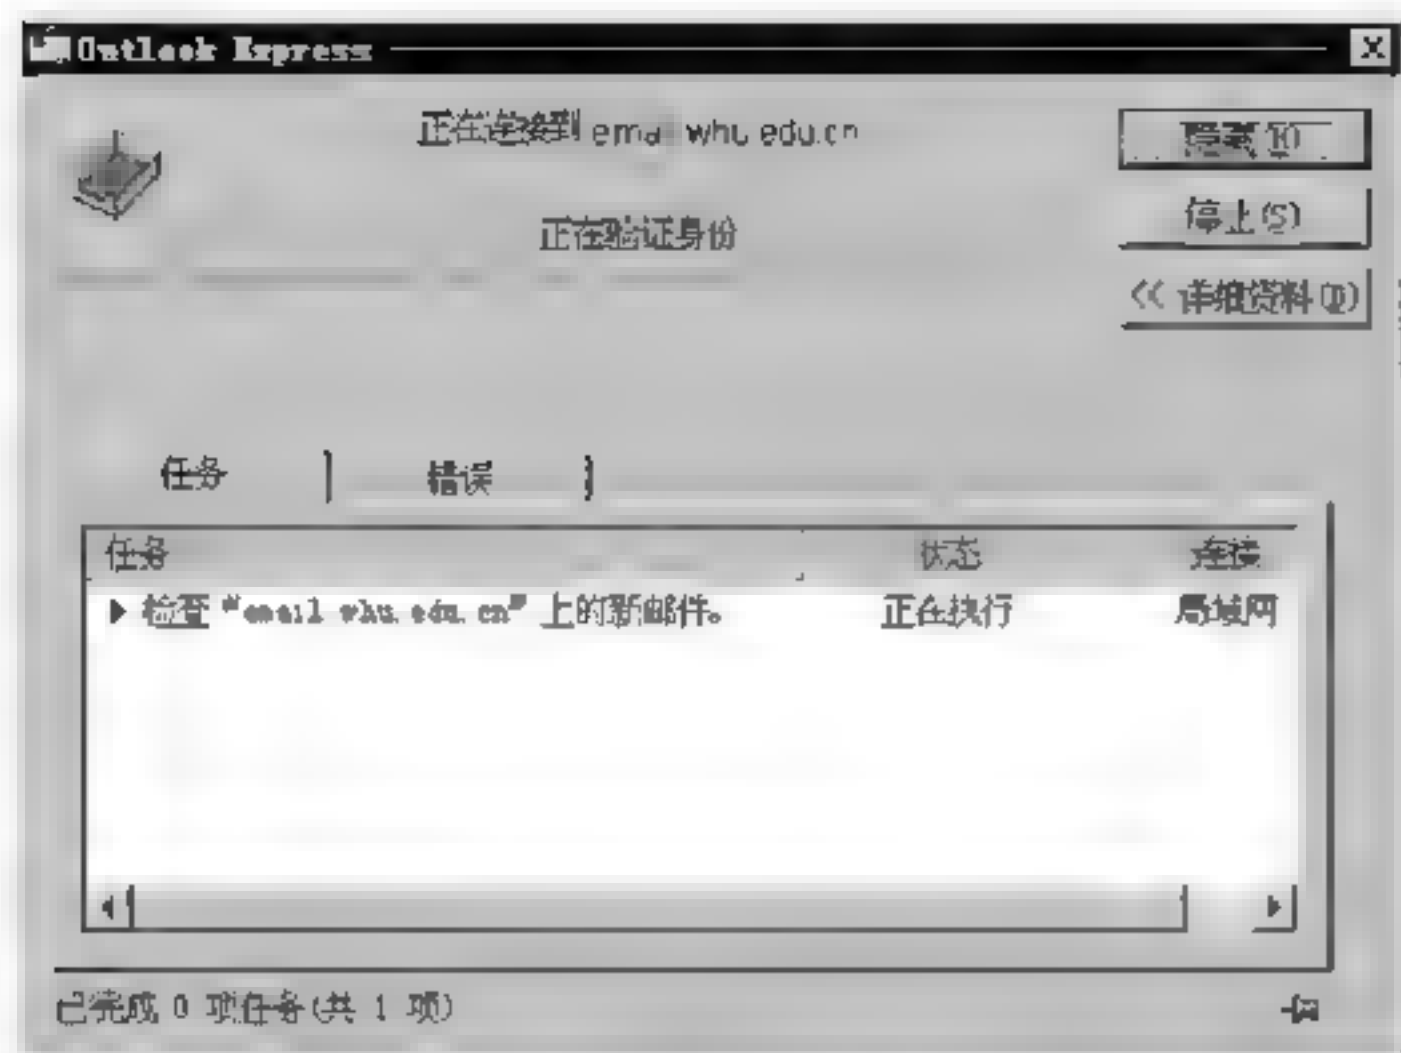 Outlook Express
正在连接到 email.whu.edu.cn
隐藏(H)
正在验证身份
停止(S)
<< 详细资料(D)
任务
错误
任务 状态 连接
检查 “email.whu.edu.cn” 上的新邮件。 正在执行 局域网
已完成 0 项任务(共 1 项)